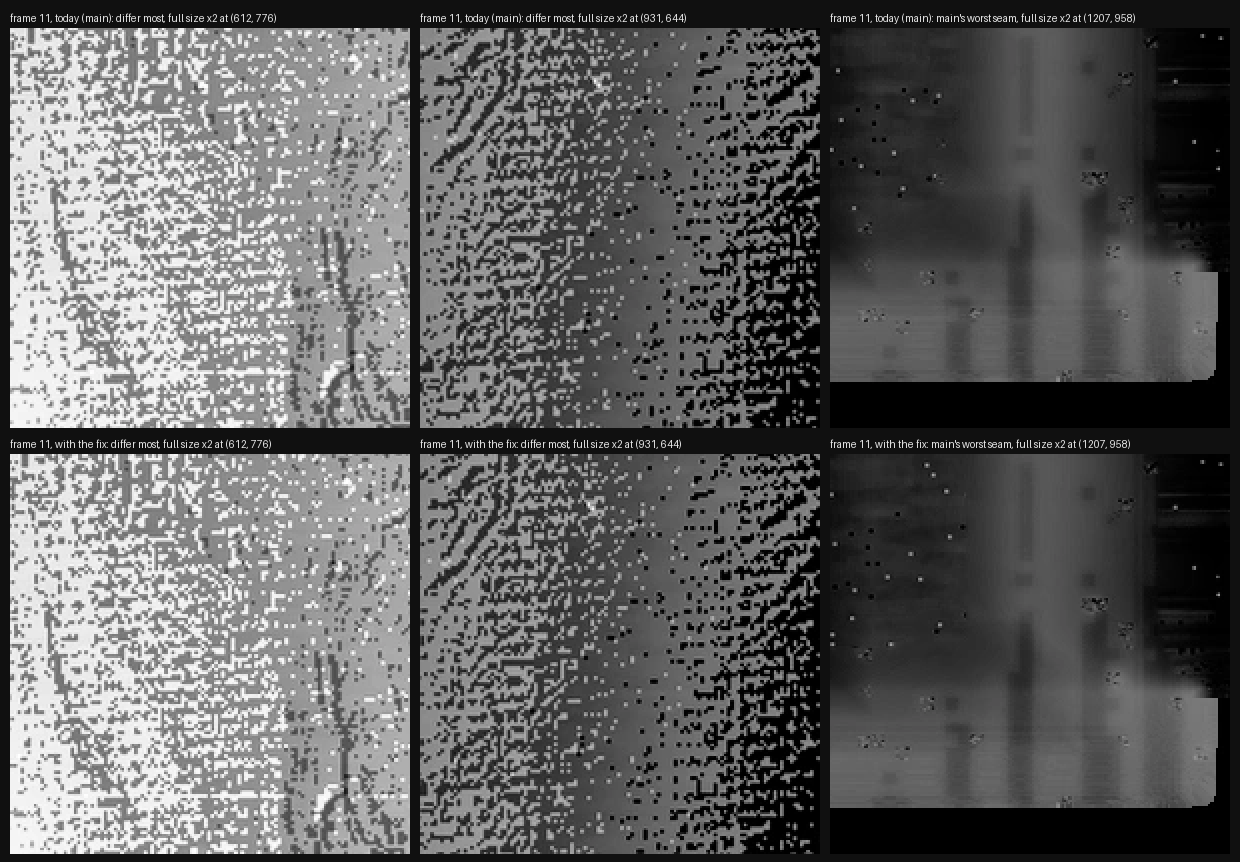 frame 11, today (main): differ most, full size x2 at (612, 776)
frame 11, today (main): differ most, full size x2 at (931, 644)
frame 11, today (main): main's worst seam, full size x2 at (1207, 958)
frame 11, with the fix: differ most, full size x2 at (612, 776)
frame 11, with the fix: differ most, full size x2 at (931, 644)
frame 11, with the fix: main's worst seam, full size x2 at (1207, 958)